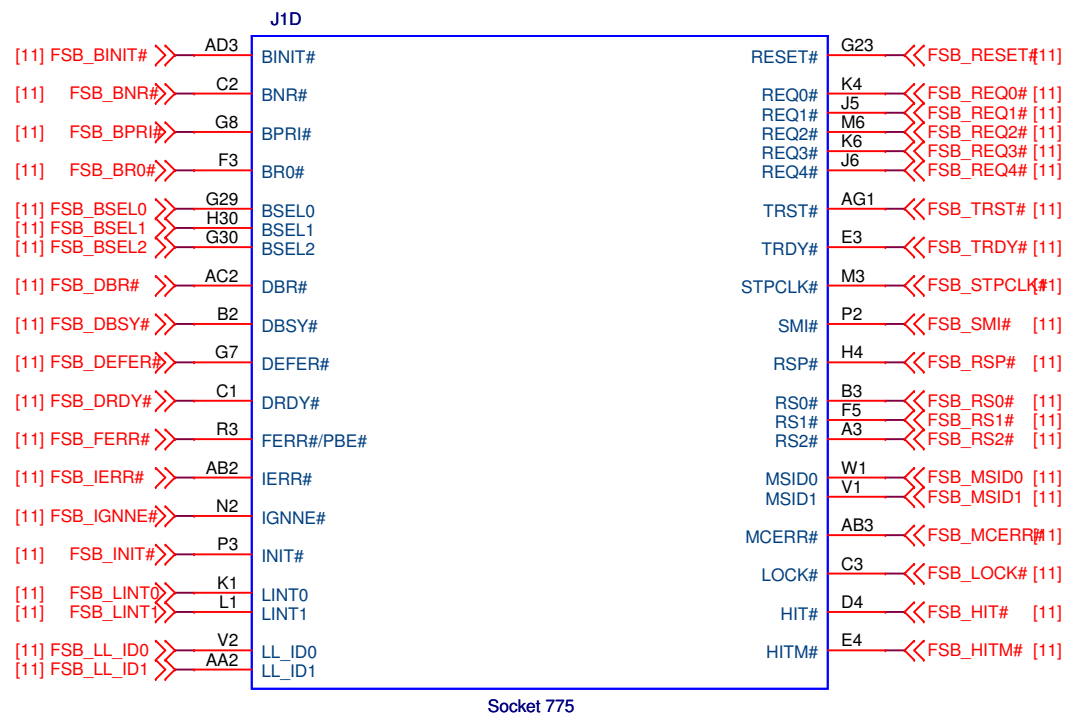 J1D
[11] FSB_BINIT# AD3 BINIT# RESET# G23 FSB_RESET# [11]
[11] FSB_BNR# C2 BNR# REQ0# K4 FSB_REQ0# [11]
REQ1# J5 FSB_REQ1# [11]
[11] FSB_BPRI# G8 BPRI# REQ2# M6 FSB_REQ2# [11]
REQ3# K6 FSB_REQ3# [11]
[11] FSB_BR0# F3 BR0# REQ4# J6 FSB_REQ4# [11]
[11] FSB_BSEL0 G29 BSEL0 TRST# AG1 FSB_TRST# [11]
[11] FSB_BSEL1 H30 BSEL1
[11] FSB_BSEL2 G30 BSEL2 TRDY# E3 FSB_TRDY# [11]
[11] FSB_DBR# AC2 DBR# STPCLK# M3 FSB_STPCLK# [11]
[11] FSB_DBSY# B2 DBSY# SMI# P2 FSB_SMI# [11]
[11] FSB_DEFER# G7 DEFER# RSP# H4 FSB_RSP# [11]
[11] FSB_DRDY# C1 DRDY# RS0# B3 FSB_RS0# [11]
RS1# F5 FSB_RS1# [11]
[11] FSB_FERR# R3 FERR#/PBE# RS2# A3 FSB_RS2# [11]
[11] FSB_IERR# AB2 IERR# MSID0 W1 FSB_MSID0 [11]
MSID1 V1 FSB_MSID1 [11]
[11] FSB_IGNNE# N2 IGNNE# MCERR# AB3 FSB_MCERR# [11]
[11] FSB_INIT# P3 INIT# LOCK# C3 FSB_LOCK# [11]
[11] FSB_LINT0 K1 LINT0
[11] FSB_LINT1 L1 LINT1 HIT# D4 FSB_HIT# [11]
[11] FSB_LL_ID0 V2 LL_ID0 HITM# E4 FSB_HITM# [11]
[11] FSB_LL_ID1 AA2 LL_ID1
Socket 775